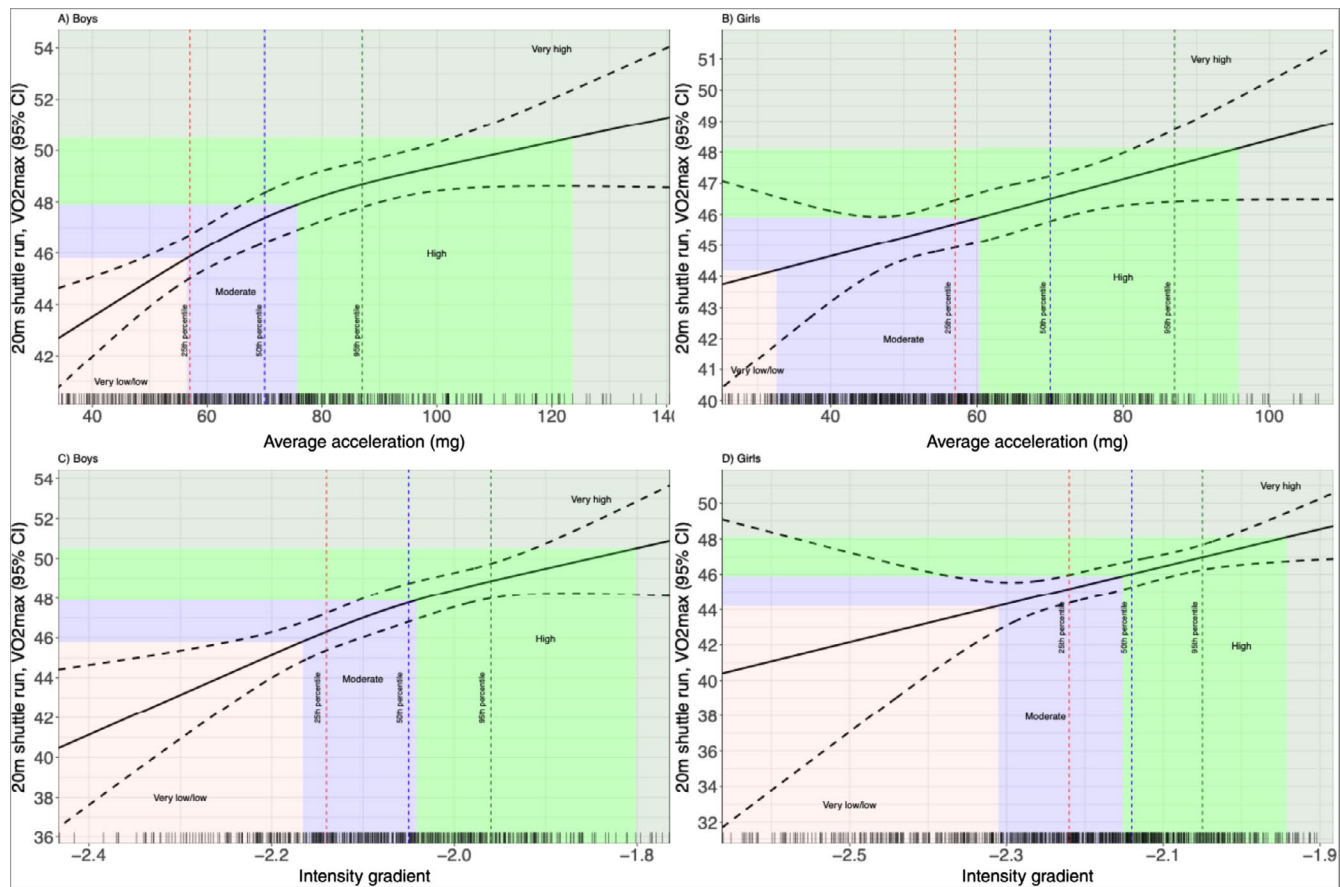 A) Boys
20m shuttle run, VO2max (95% CI)
54
52
50
48
46
44
42
Very high
High
Moderate
Very low/low
25th percentile
50th percentile
95th percentile
40
60
80
100
120
140
Average acceleration (mg)
B) Girls
20m shuttle run, VO2max (95% CI)
51
50
49
48
47
46
45
44
43
42
41
40
Very high
High
Moderate
Very low/low
25th percentile
50th percentile
95th percentile
40
60
80
100
Average acceleration (mg)
C) Boys
20m shuttle run, VO2max (95% CI)
54
52
50
48
46
44
42
40
38
36
Very high
High
Moderate
Very low/low
25th percentile
50th percentile
95th percentile
−2.4
−2.2
−2.0
−1.8
Intensity gradient
D) Girls
20m shuttle run, VO2max (95% CI)
50
48
46
44
42
40
38
36
34
32
Very high
High
Moderate
Very low/low
25th percentile
50th percentile
95th percentile
−2.5
−2.3
−2.1
−1.9
Intensity gradient